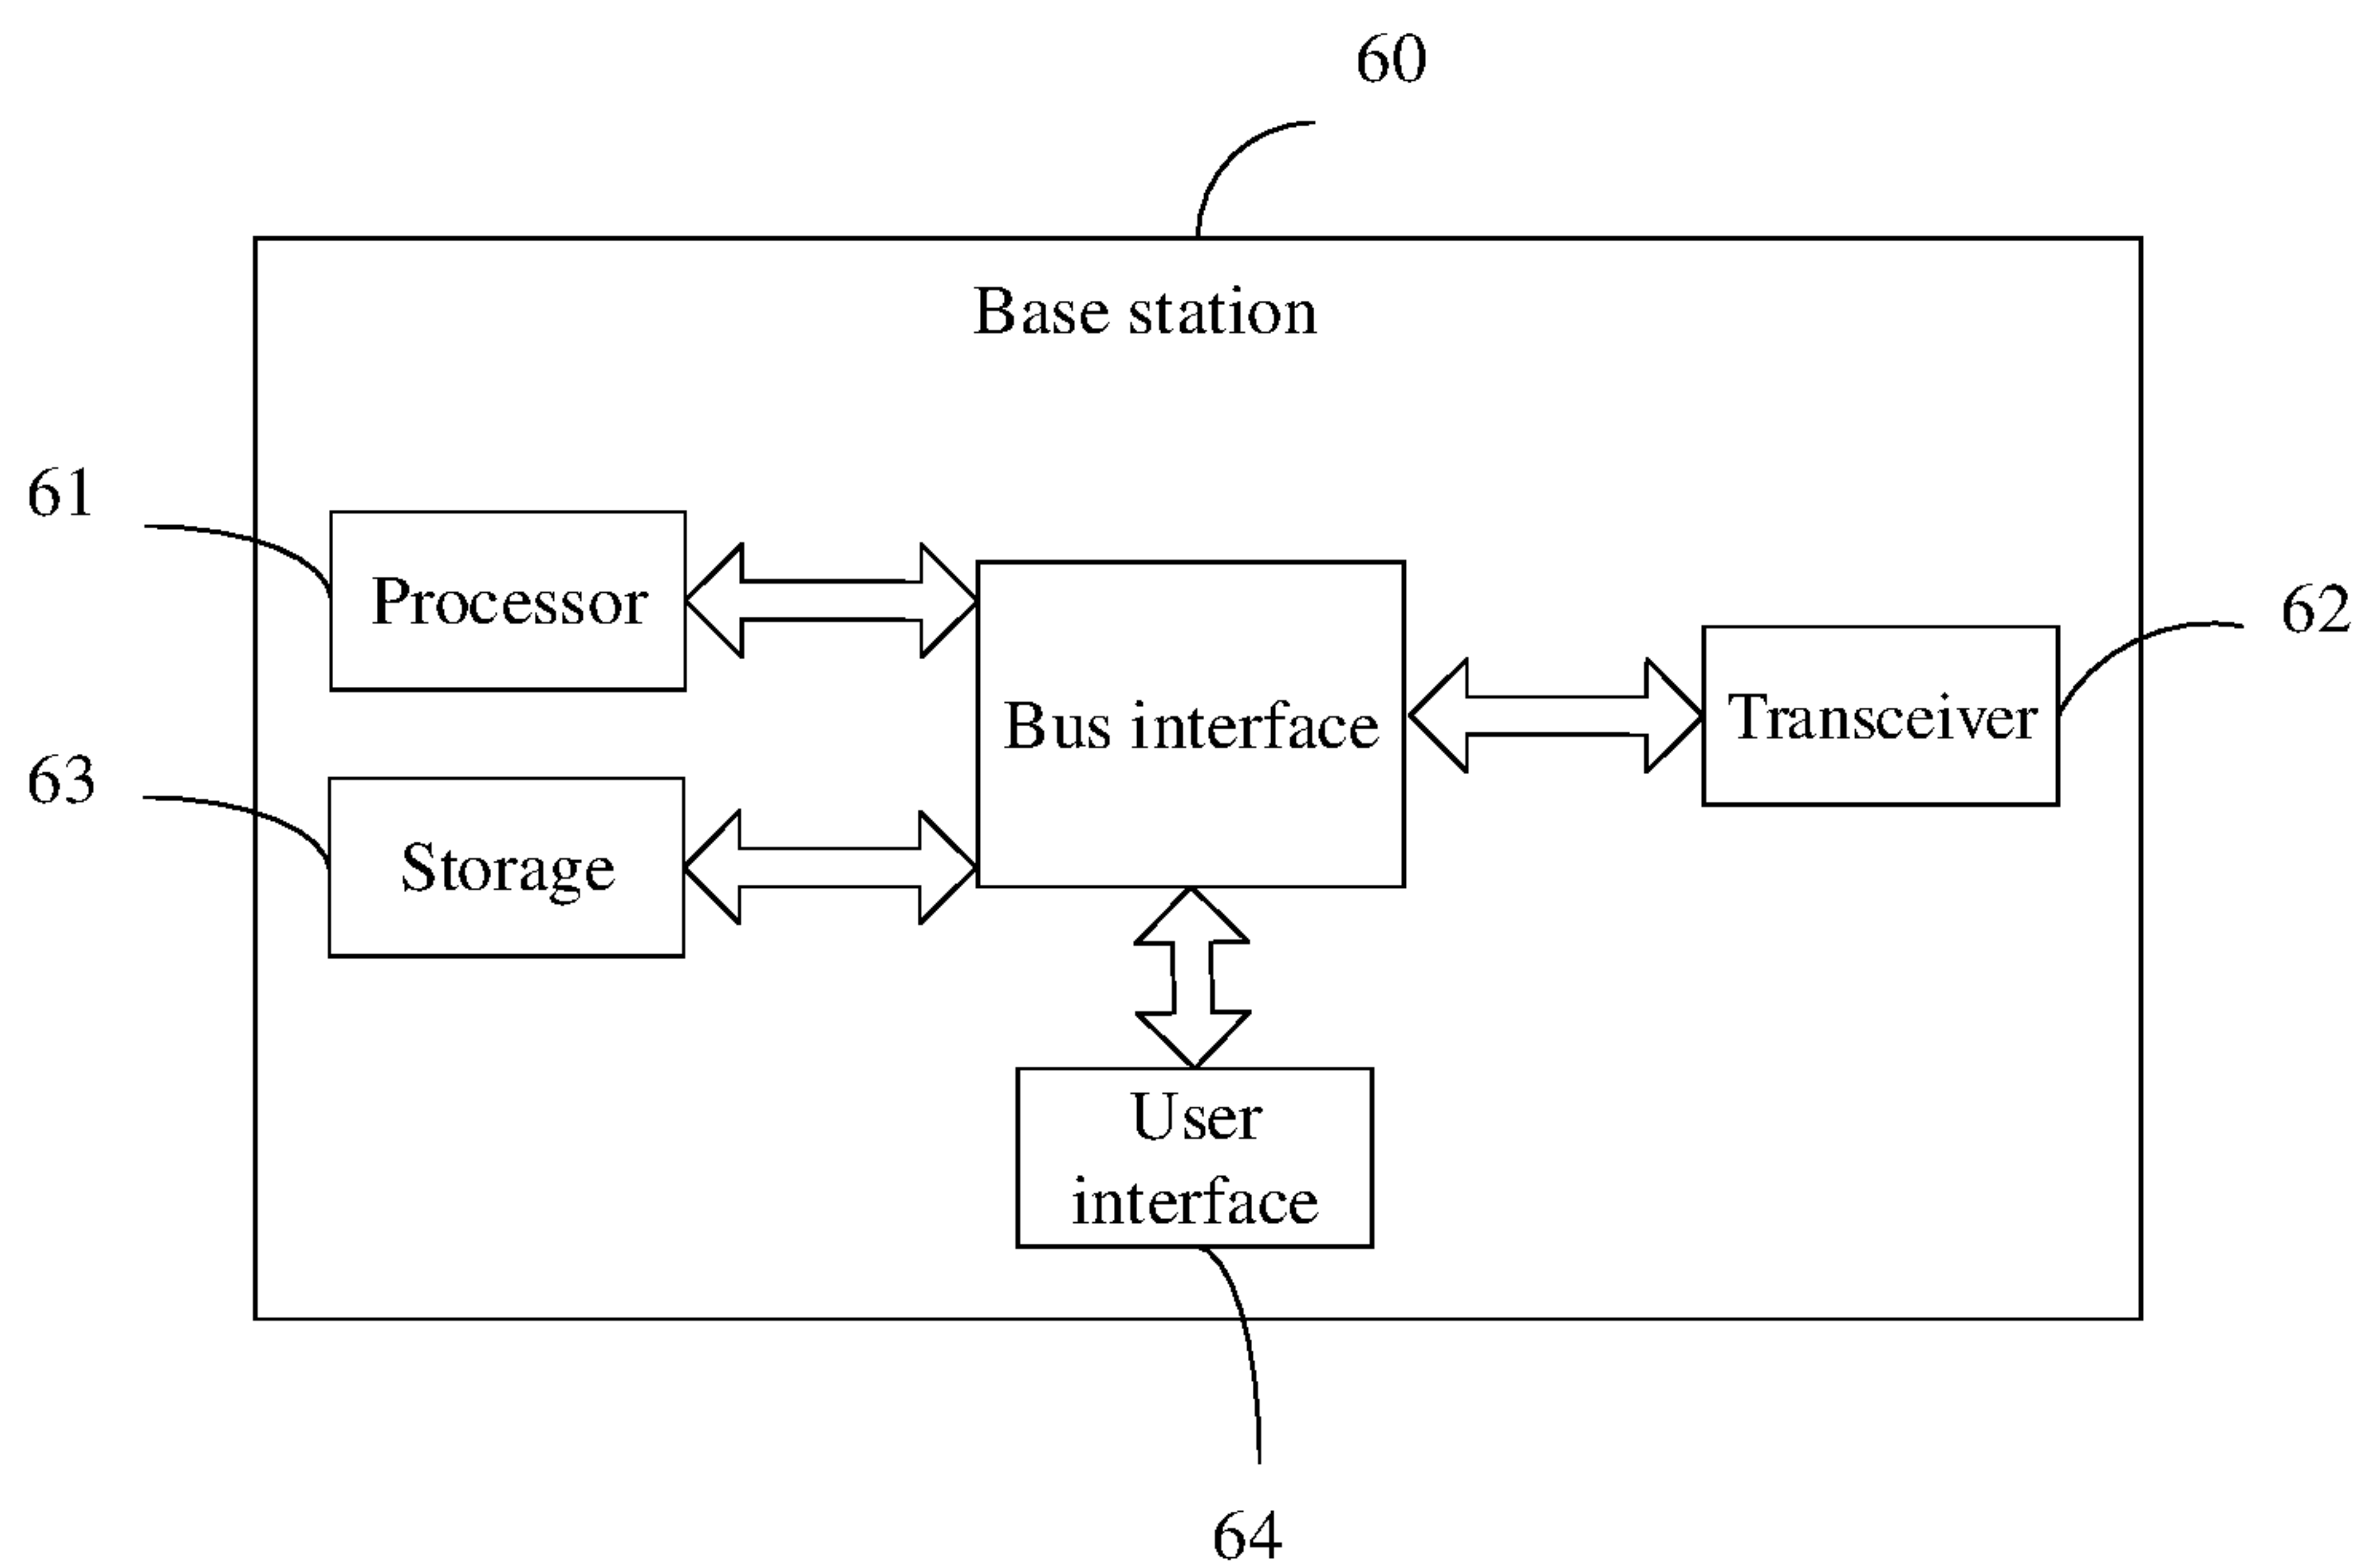 60
Base station
61
Processor
62
Bus interface
Transceiver
63
Storage
User
interface
64